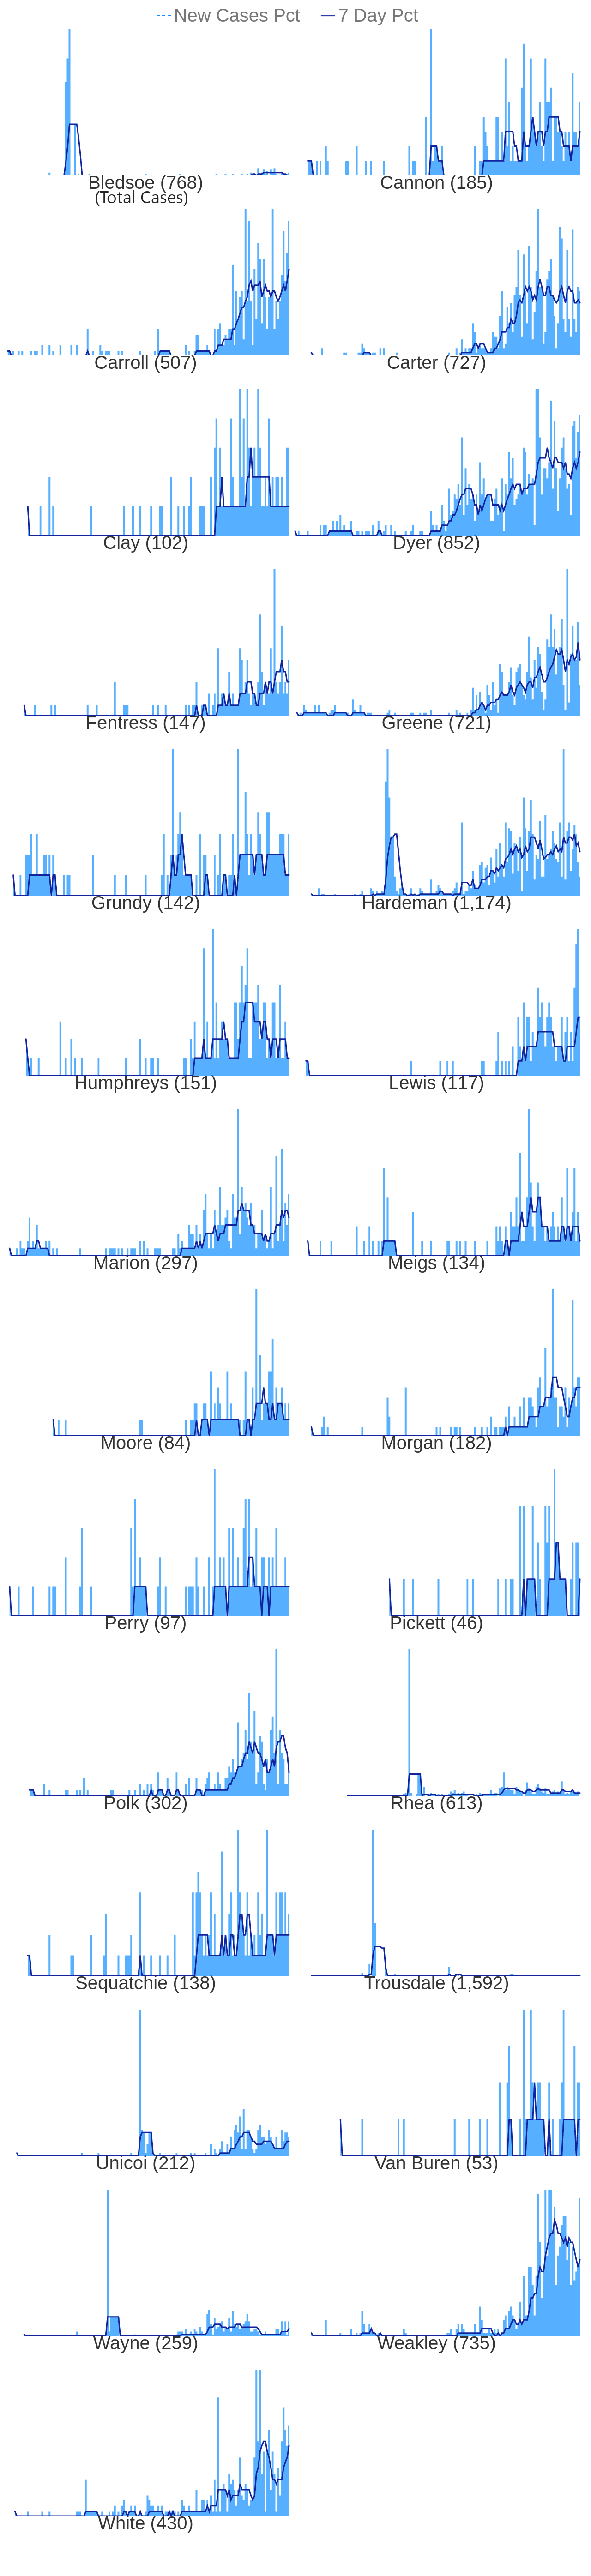 New Cases Pct 7 Day Pct
Bledsoe (768) Cannon (185)
(Total Cases)
Carroll (507) Carter (727)
Clay (102) Dyer (852)
Fentress (147) Greene (721)
Grundy (142) Hardeman (1,174)
Humphreys (151) Lewis (117)
Marion (297) Meigs (134)
Moore (84) Morgan (182)
Perry (97) Pickett (46)
Polk (302) Rhea (613)
Sequatchie (138) Trousdale (1,592)
Unicoi (212) Van Buren (53)
Wayne (259) Weakley (735)
White (430)